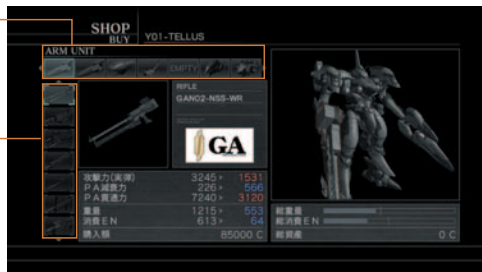 SHOP
BUY
Y01-TELLUS
ARM UNIT
EMPTY
RIFLE
GAN02-NSS-WR
GA
攻撃力(実弾) 3245 1531
PA減衰力 226 566
PA貫通力 7240 3120
重量 1215 553
消費EN 613 64
購入額 85000 C
総重量
総消費EN
総資産 0 C